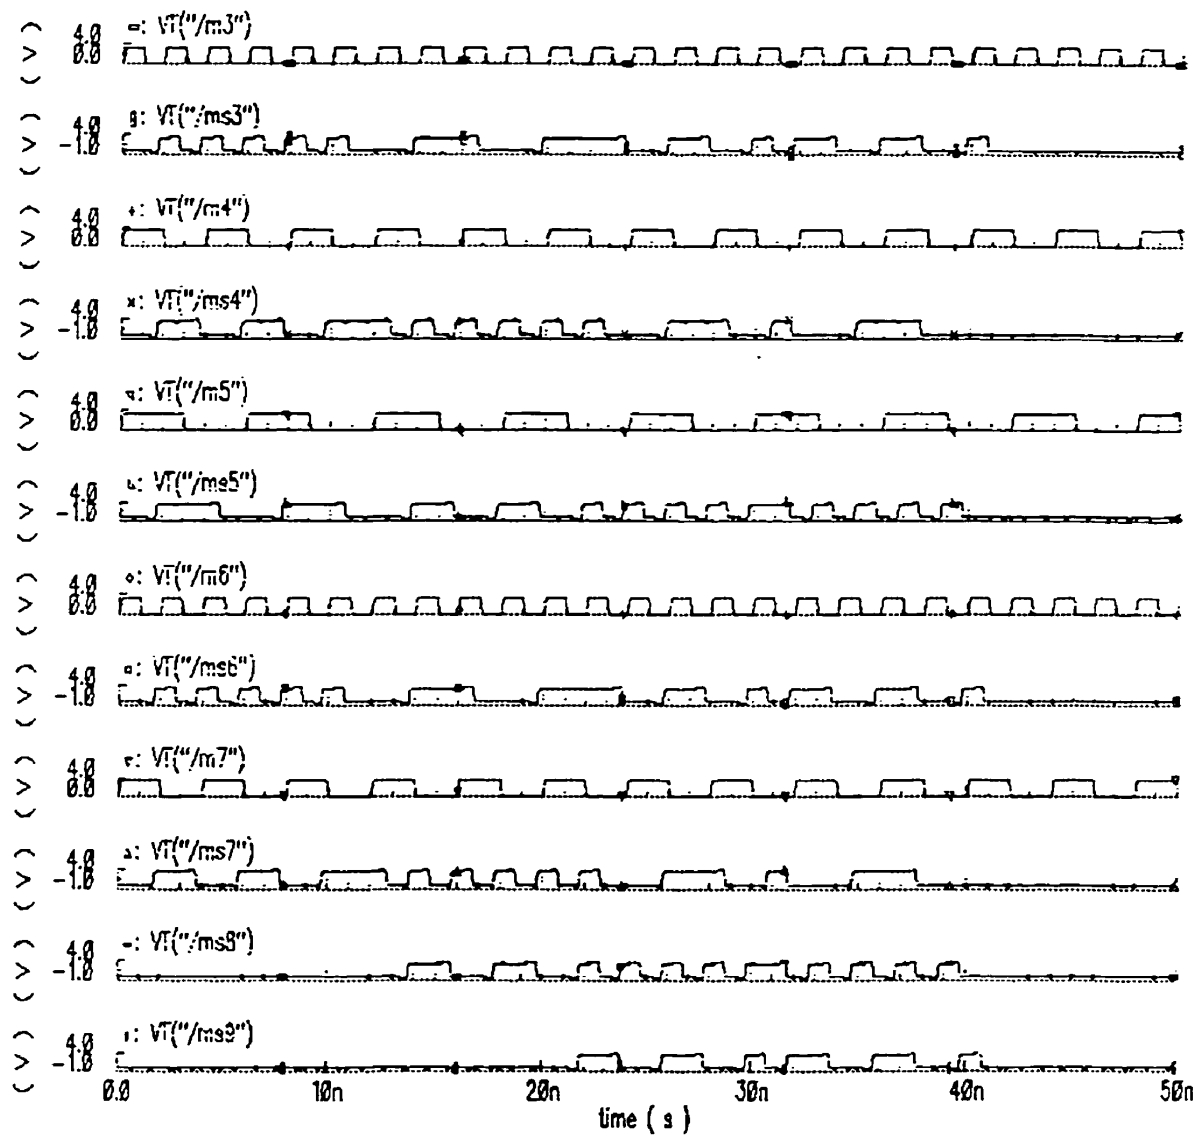 4.0 ▫: VT("/m3")
( V ) 0.0
4.0 VT("/ms3")
( V ) -1.0
4.0 +: VT("/m4")
( V ) 0.0
4.0 ×: VT("/ms4")
( V ) -1.0
4.0 VT("/m5")
( V ) 0.0
4.0 VT("/ms5")
( V ) -1.0
4.0 ⋄: VT("/m6")
( V ) 0.0
4.0 ▫: VT("/ms6")
( V ) -1.0
4.0 VT("/m7")
( V ) 0.0
4.0 VT("/ms7")
( V ) -1.0
4.0 -: VT("/ms8")
( V ) -1.0
4.0 VT("/ms9")
( V ) -1.0
0.0 10n 20n 30n 40n 50n
time ( s )